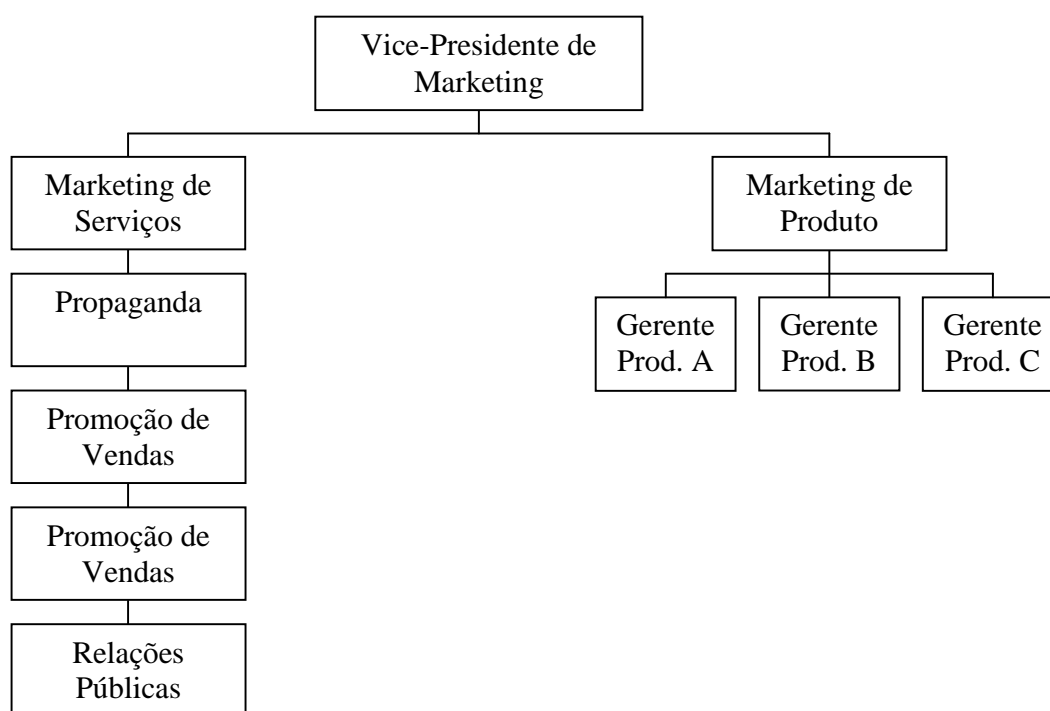 Vice-Presidente de
Marketing
Marketing de
Serviços
Marketing de
Produto
Propaganda
Gerente
Prod. A
Gerente
Prod. B
Gerente
Prod. C
Promoção de
Vendas
Promoção de
Vendas
Relações
Públicas